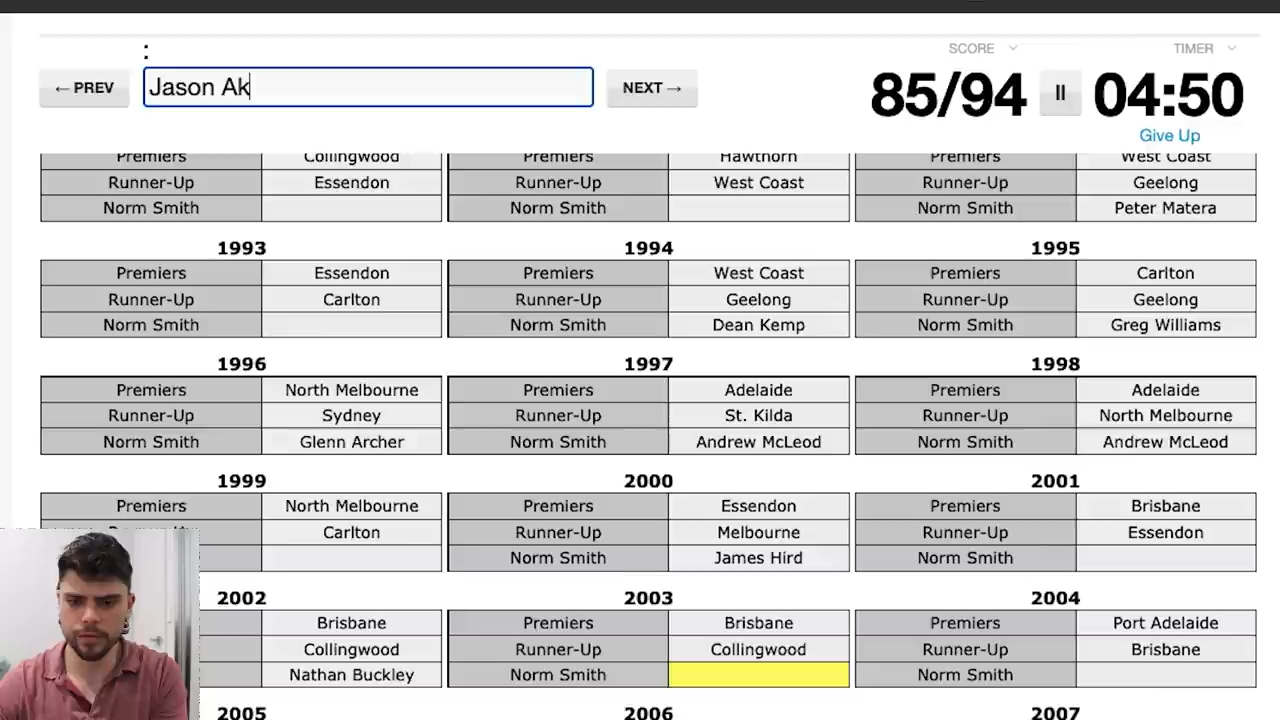 :
SCORE
TIMER
← PREV
Jason Ak
NEXT →
85/94
04:50
Give Up
Premiers Collingwood Premiers Hawthorn Premiers West Coast
Runner-Up Essendon Runner-Up West Coast Runner-Up Geelong
Norm Smith Norm Smith Norm Smith Peter Matera
1993 1994 1995
Premiers Essendon Premiers West Coast Premiers Carlton
Runner-Up Carlton Runner-Up Geelong Runner-Up Geelong
Norm Smith Norm Smith Dean Kemp Norm Smith Greg Williams
1996 1997 1998
Premiers North Melbourne Premiers Adelaide Premiers Adelaide
Runner-Up Sydney Runner-Up St. Kilda Runner-Up North Melbourne
Norm Smith Glenn Archer Norm Smith Andrew McLeod Norm Smith Andrew McLeod
1999 2000 2001
Premiers North Melbourne Premiers Essendon Premiers Brisbane
Carlton Runner-Up Melbourne Runner-Up Essendon
Norm Smith James Hird Norm Smith
2002 2003 2004
Brisbane Premiers Brisbane Premiers Port Adelaide
Collingwood Runner-Up Collingwood Runner-Up Brisbane
Nathan Buckley Norm Smith Norm Smith
2005 2006 2007